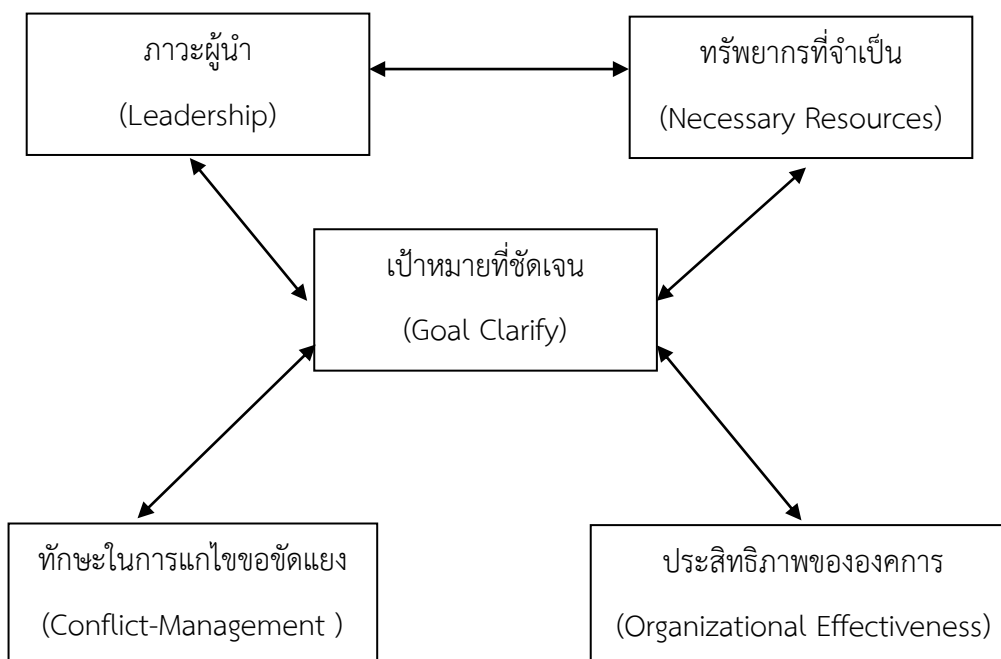 ภาวะผู้นำ
(Leadership)
ทรัพยากรที่จำเป็น
(Necessary Resources)
เป้าหมายที่ชัดเจน
(Goal Clarify)
ทักษะในการแกไขขอขัดแยง
(Conflict-Management )
ประสิทธิภาพขององคการ
(Organizational Effectiveness)